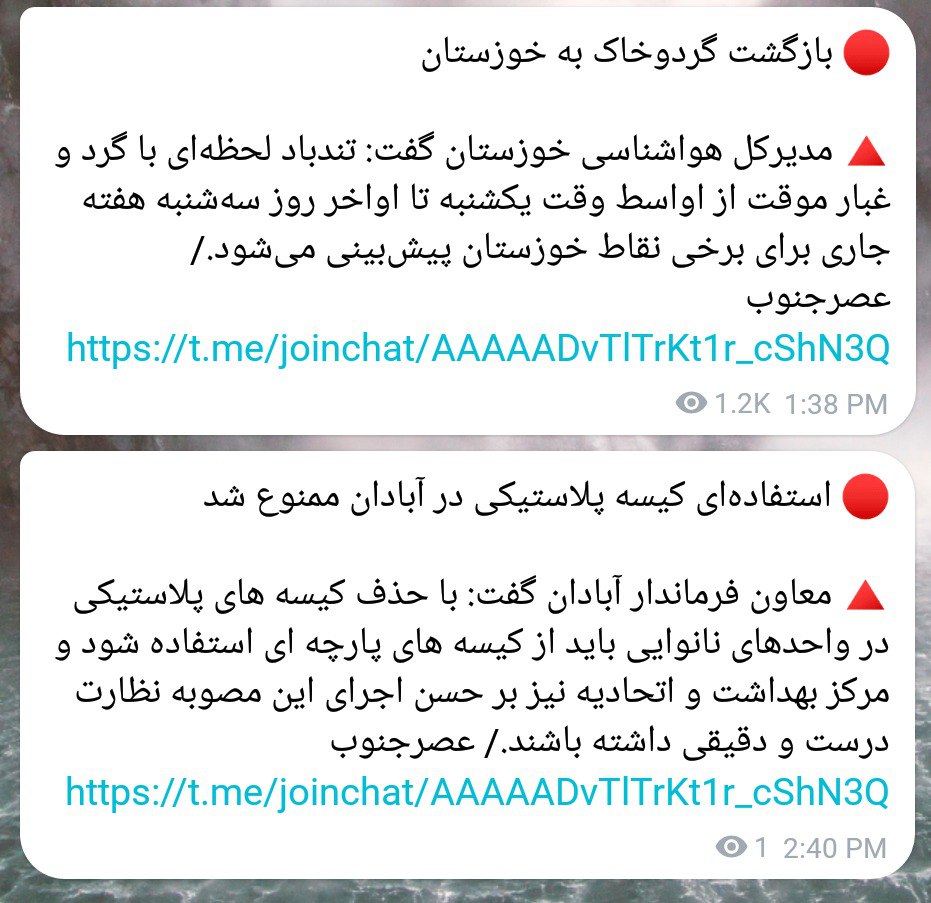 🔴 بازگشت گردوخاک به خوزستان
🔺 مدیرکل هواشناسی خوزستان گفت: تندباد لحظه‌ای با گرد و
غبار موقت از اواسط وقت یکشنبه تا اواخر روز سه‌شنبه هفته
جاری برای برخی نقاط خوزستان پیش‌بینی می‌شود./
عصرجنوب
https://t.me/joinchat/AAAAADvTlTrKt1r_cShN3Q
1.2K 1:38 PM
🔴 استفاده‌ای کیسه پلاستیکی در آبادان ممنوع شد
🔺 معاون فرماندار آبادان گفت: با حذف کیسه های پلاستیکی
در واحدهای نانوایی باید از کیسه های پارچه ای استفاده شود و
مرکز بهداشت و اتحادیه نیز بر حسن اجرای این مصوبه نظارت
درست و دقیقی داشته باشند./ عصرجنوب
https://t.me/joinchat/AAAAADvTlTrKt1r_cShN3Q
1 2:40 PM